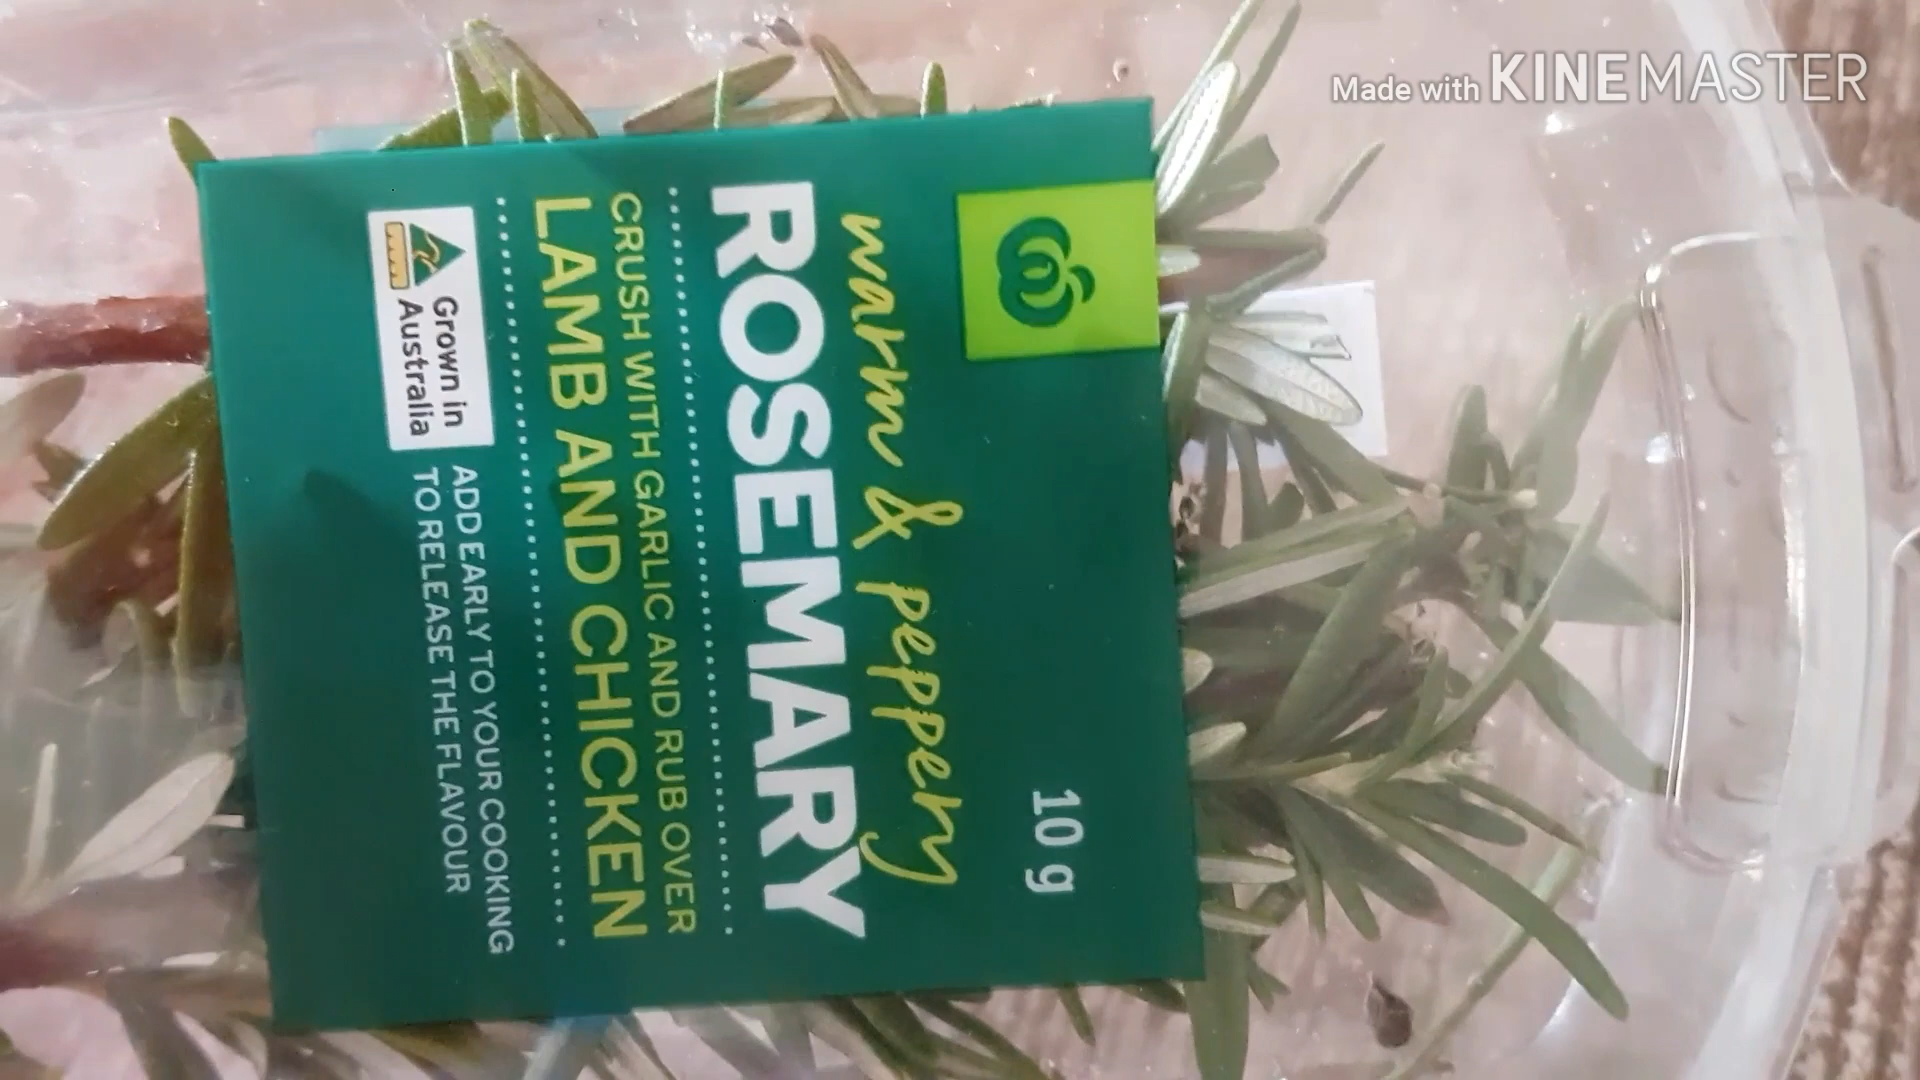 Made with KINEMASTER
10 g
warm & peppery
ROSEMARY
CRUSH WITH GARLIC AND RUB OVER
LAMB AND CHICKEN
Grown in
Australia
ADD EARLY TO YOUR COOKING
TO RELEASE THE FLAVOUR